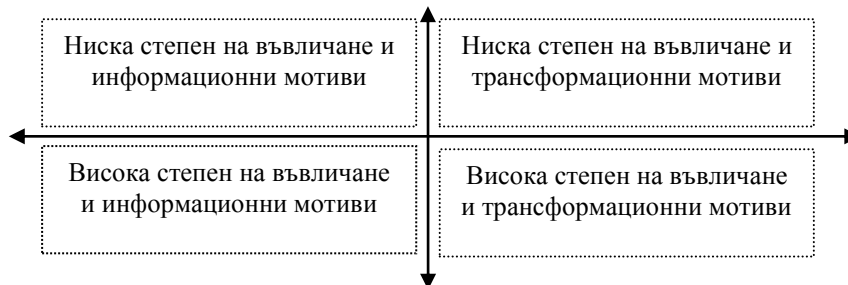 Ниска степен на въвличане и
информационни мотиви
Ниска степен на въвличане и
трансформационни мотиви
Висока степен на въвличане
и информационни мотиви
Висока степен на въвличане
и трансформационни мотиви